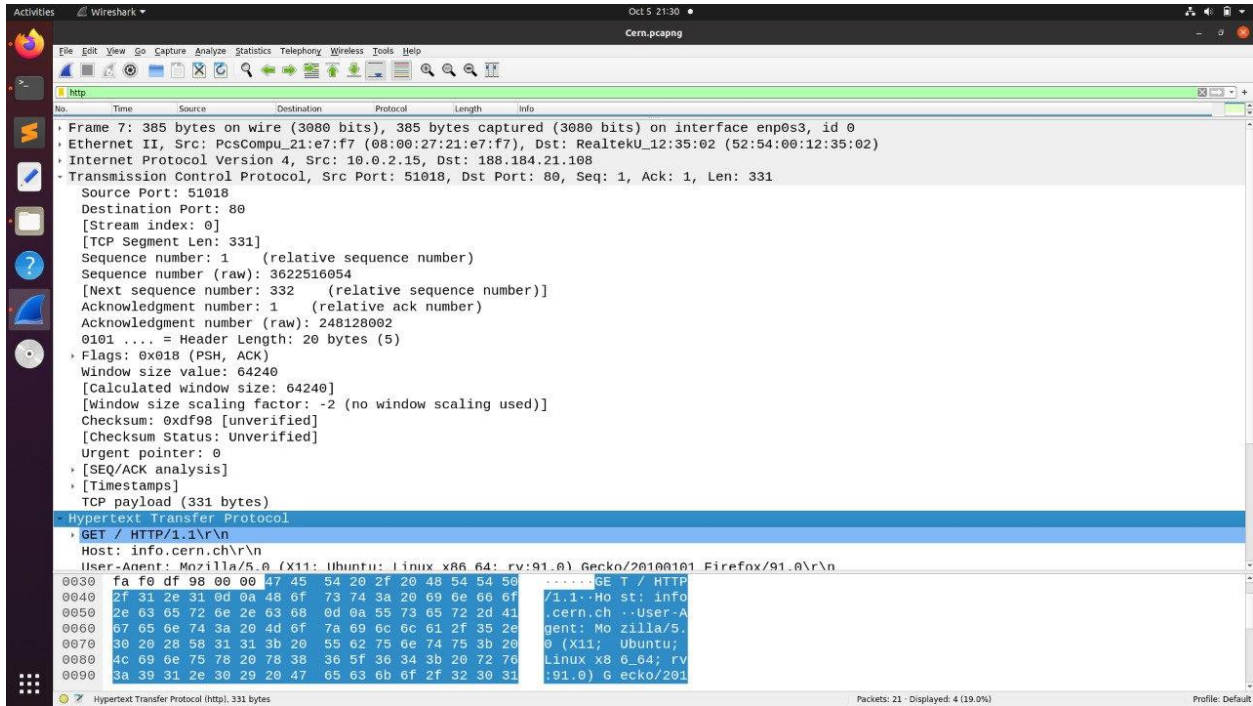 Activities Wireshark Oct 5 21:30
Cern.pcapng
File Edit View Go Capture Analyze Statistics Telephony Wireless Tools Help
http
No. Time Source Destination Protocol Length Info
Frame 7: 385 bytes on wire (3080 bits), 385 bytes captured (3080 bits) on interface enp0s3, id 0
Ethernet II, Src: PcsCompu_21:e7:f7 (08:00:27:21:e7:f7), Dst: RealtekU_12:35:02 (52:54:00:12:35:02)
Internet Protocol Version 4, Src: 10.0.2.15, Dst: 188.184.21.108
Transmission Control Protocol, Src Port: 51018, Dst Port: 80, Seq: 1, Ack: 1, Len: 331
Source Port: 51018
Destination Port: 80
[Stream index: 0]
[TCP Segment Len: 331]
Sequence number: 1 (relative sequence number)
Sequence number (raw): 3622516054
[Next sequence number: 332 (relative sequence number)]
Acknowledgment number: 1 (relative ack number)
Acknowledgment number (raw): 248128002
0101 .... = Header Length: 20 bytes (5)
Flags: 0x018 (PSH, ACK)
Window size value: 64240
[Calculated window size: 64240]
[Window size scaling factor: -2 (no window scaling used)]
Checksum: 0xdf98 [unverified]
[Checksum Status: Unverified]
Urgent pointer: 0
[SEQ/ACK analysis]
[Timestamps]
TCP payload (331 bytes)
Hypertext Transfer Protocol
GET / HTTP/1.1\r\n
Host: info.cern.ch\r\n
User-Agent: Mozilla/5.0 (X11; Ubuntu; Linux x86_64; rv:91.0) Gecko/20100101 Firefox/91.0\r\n
0030 fa f0 df 98 00 00 47 45 54 20 2f 20 48 54 54 50 ······GE T / HTTP
0040 2f 31 2e 31 0d 0a 48 6f 73 74 3a 20 69 6e 66 6f /1.1··Ho st: info
0050 2e 63 65 72 6e 2e 63 68 0d 0a 55 73 65 72 2d 41 .cern.ch ··User-A
0060 67 65 6e 74 3a 20 4d 6f 7a 69 6c 6c 61 2f 35 2e gent: Mo zilla/5.
0070 30 20 28 58 31 31 3b 20 55 62 75 6e 74 75 3b 20 0 (X11; Ubuntu;
0080 4c 69 6e 75 78 20 78 38 36 5f 36 34 3b 20 72 76 Linux x8 6_64; rv
0090 3a 39 31 2e 30 29 20 47 65 63 6b 6f 2f 32 30 31 :91.0) G ecko/201
Hypertext Transfer Protocol (http), 331 bytes Packets: 21 · Displayed: 4 (19.0%) Profile: Default